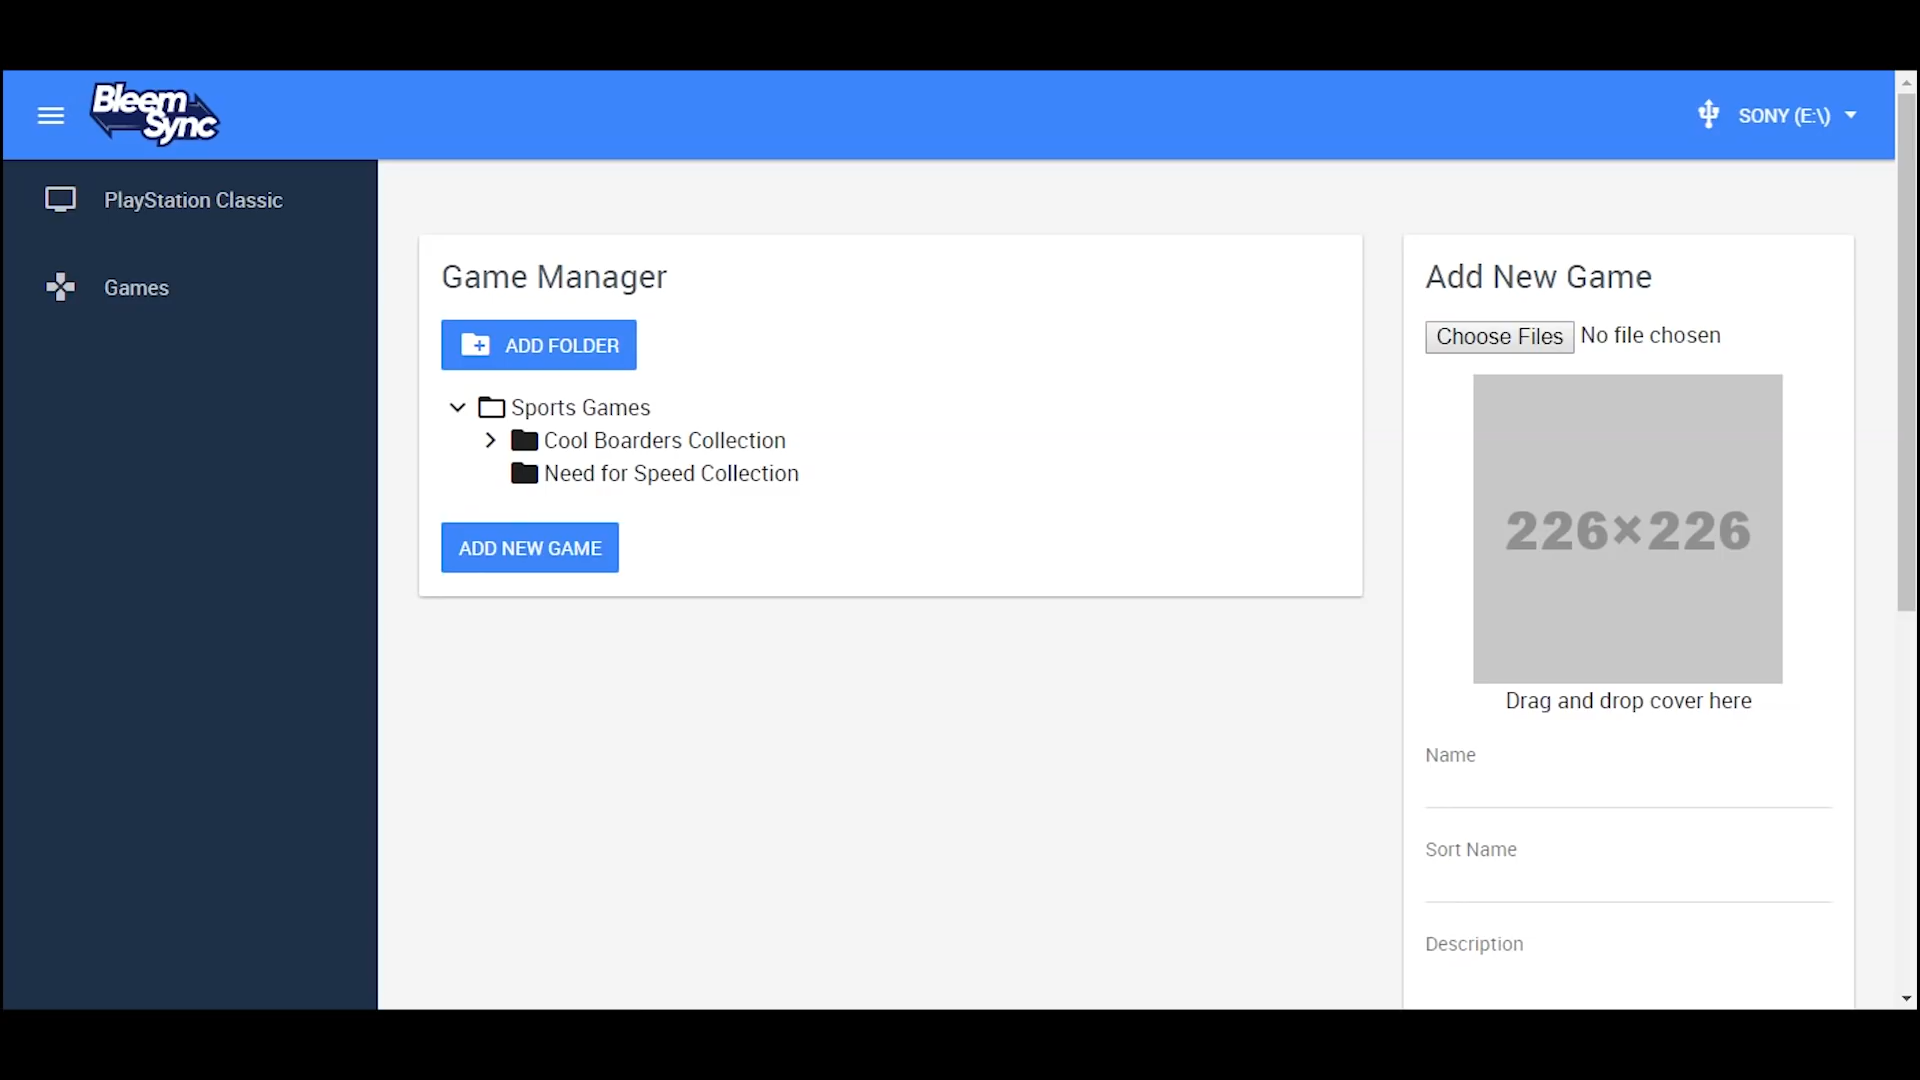 Bleem
Sync
SONY (E:\)
PlayStation Classic
Games
Game Manager
ADD FOLDER
Sports Games
Cool Boarders Collection
Need for Speed Collection
ADD NEW GAME
Add New Game
Choose Files No file chosen
226×226
Drag and drop cover here
Name
Sort Name
Description